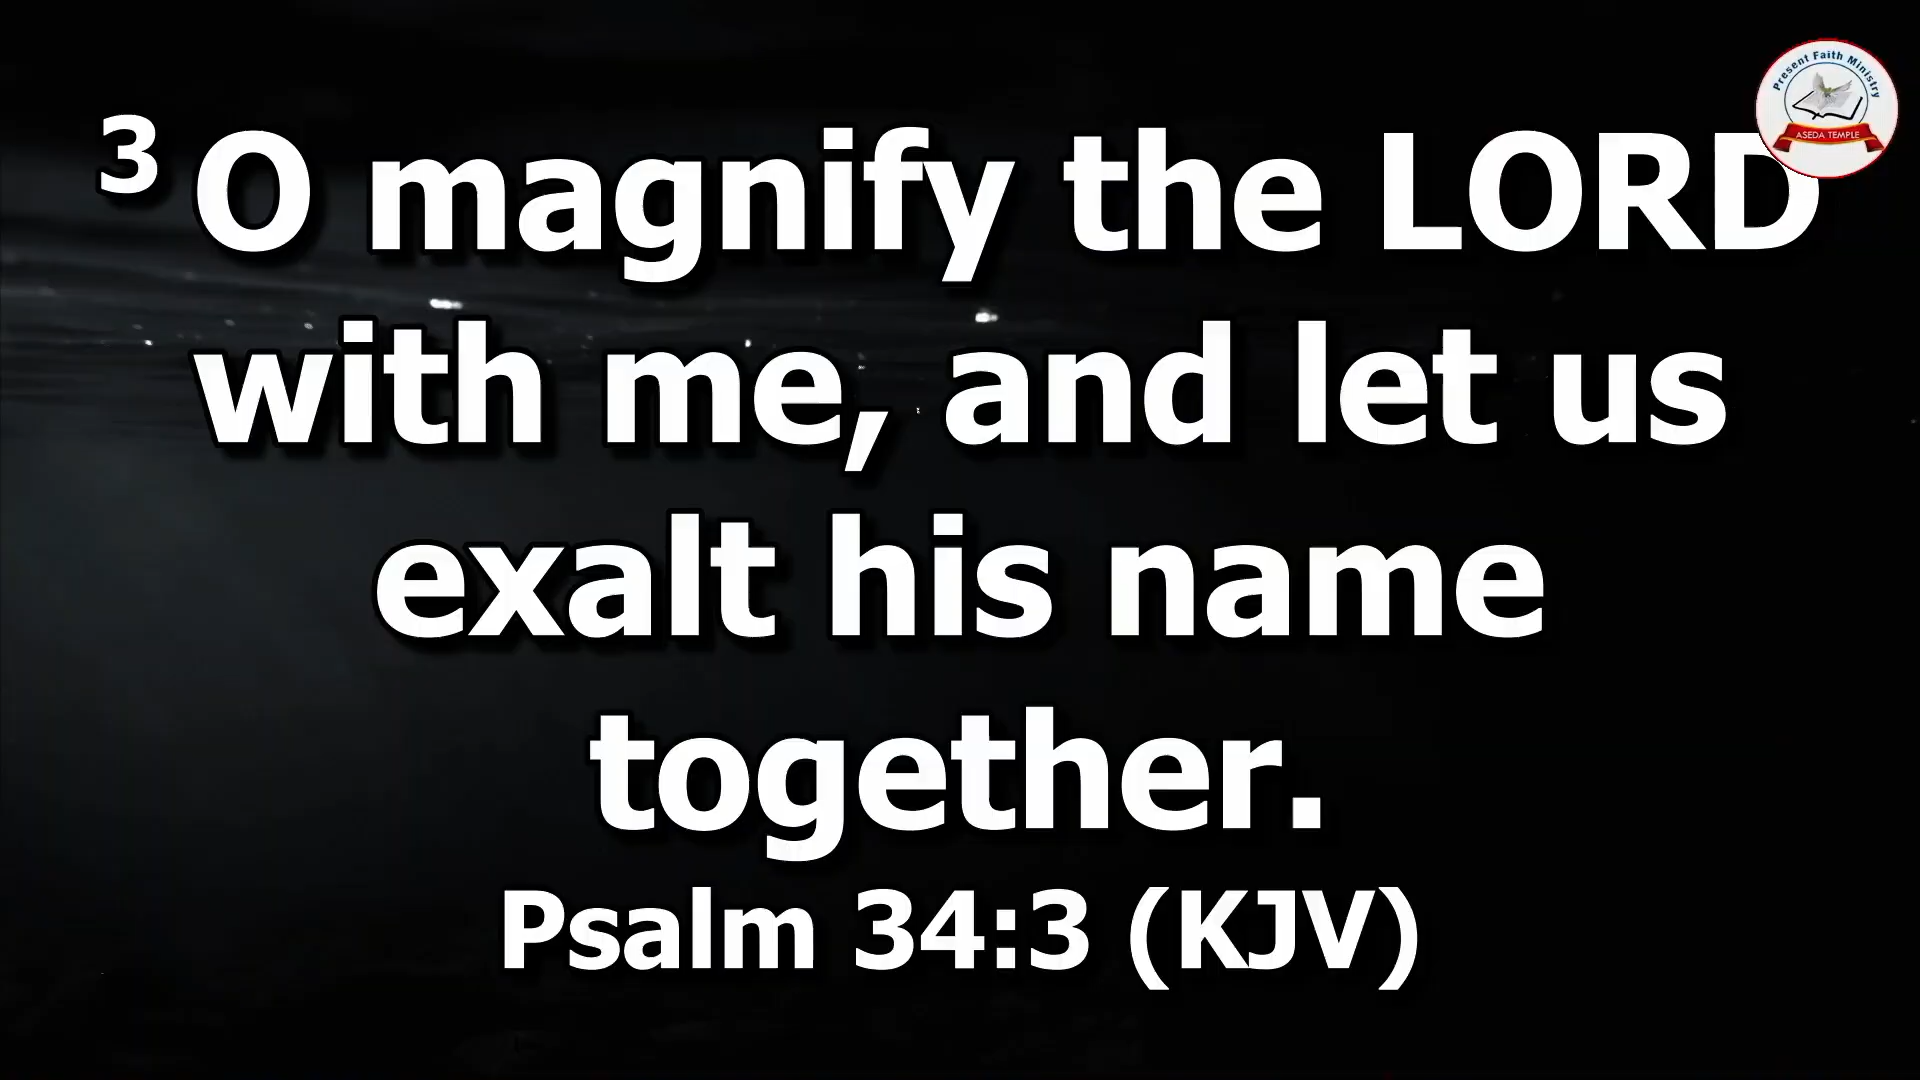 Present Faith Ministry
ASEDA TEMPLE
3 O magnify the LORD
with me, and let us
exalt his name
together.
Psalm 34:3 (KJV)